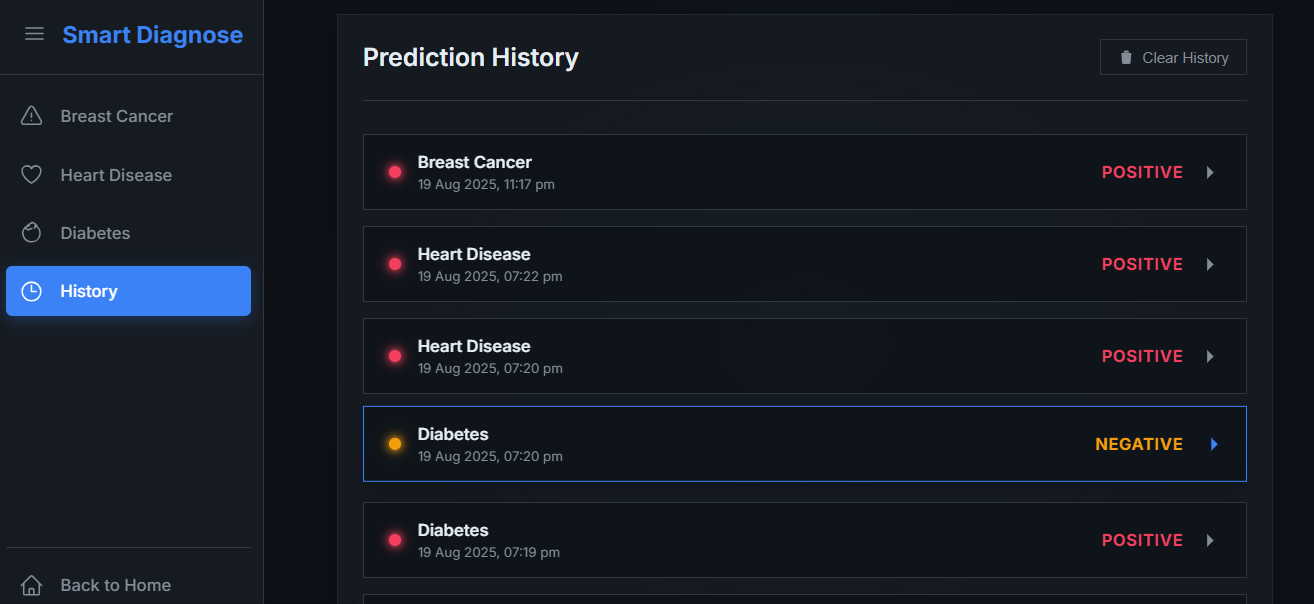 Smart Diagnose
Breast Cancer
Heart Disease
Diabetes
History
Back to Home
Prediction History
Clear History
Breast Cancer
19 Aug 2025, 11:17 pm
POSITIVE
Heart Disease
19 Aug 2025, 07:22 pm
POSITIVE
Heart Disease
19 Aug 2025, 07:20 pm
POSITIVE
Diabetes
19 Aug 2025, 07:20 pm
NEGATIVE
Diabetes
19 Aug 2025, 07:19 pm
POSITIVE